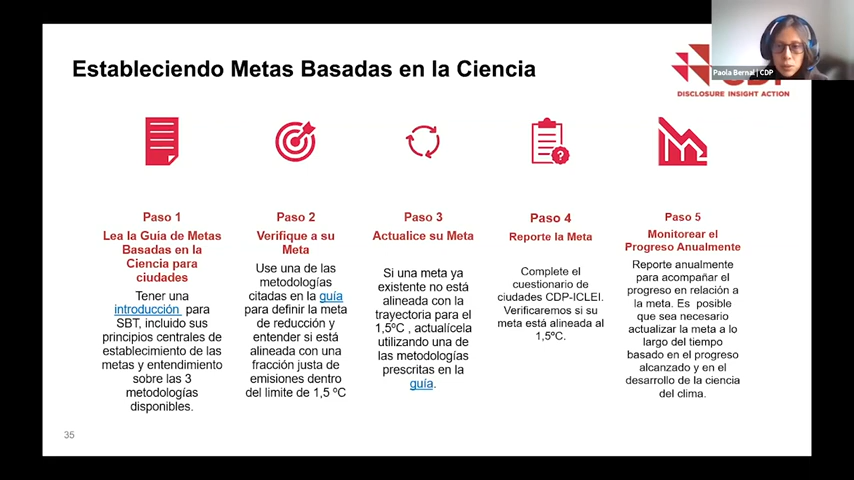 Estableciendo Metas Basadas en la Ciencia
Paola Bernal | CDP
DISCLOSURE INSIGHT ACTION
Paso 1
Lea la Guia de Metas
Basadas en la
Ciencia para
ciudades
Tener una
introducción para
SBT, incluido sus
principios centrales de
establecimiento de las
metas y entendimiento
sobre las 3
metodologías
disponibles.
Paso 2
Verifique a su
Meta
Use una de las
metodologías
citadas en la guía
para definir la meta
de reducción y
entender si está
alineada con una
fracción justa de
emisiones dentro
del limite de 1,5 ºC
Paso 3
Actualice su Meta
Si una meta ya
existente no está
alineada con la
trayectoria para el
1,5ºC , actualícela
utilizando una de
las metodologías
prescritas en la
guía.
Paso 4
Reporte la Meta
Complete el
cuestionario de
ciudades CDP-ICLEI.
Verificaremos si su
meta está alineada al
1,5ºC.
Paso 5
Monitorear el
Progreso Anualmente
Reporte anualmente
para acompañar el
progreso en relación a
la meta. Es posible
que sea necesario
actualizar la meta a lo
largo del tiempo
basado en el progreso
alcanzado y en el
desarrollo de la ciencia
del clima.
35